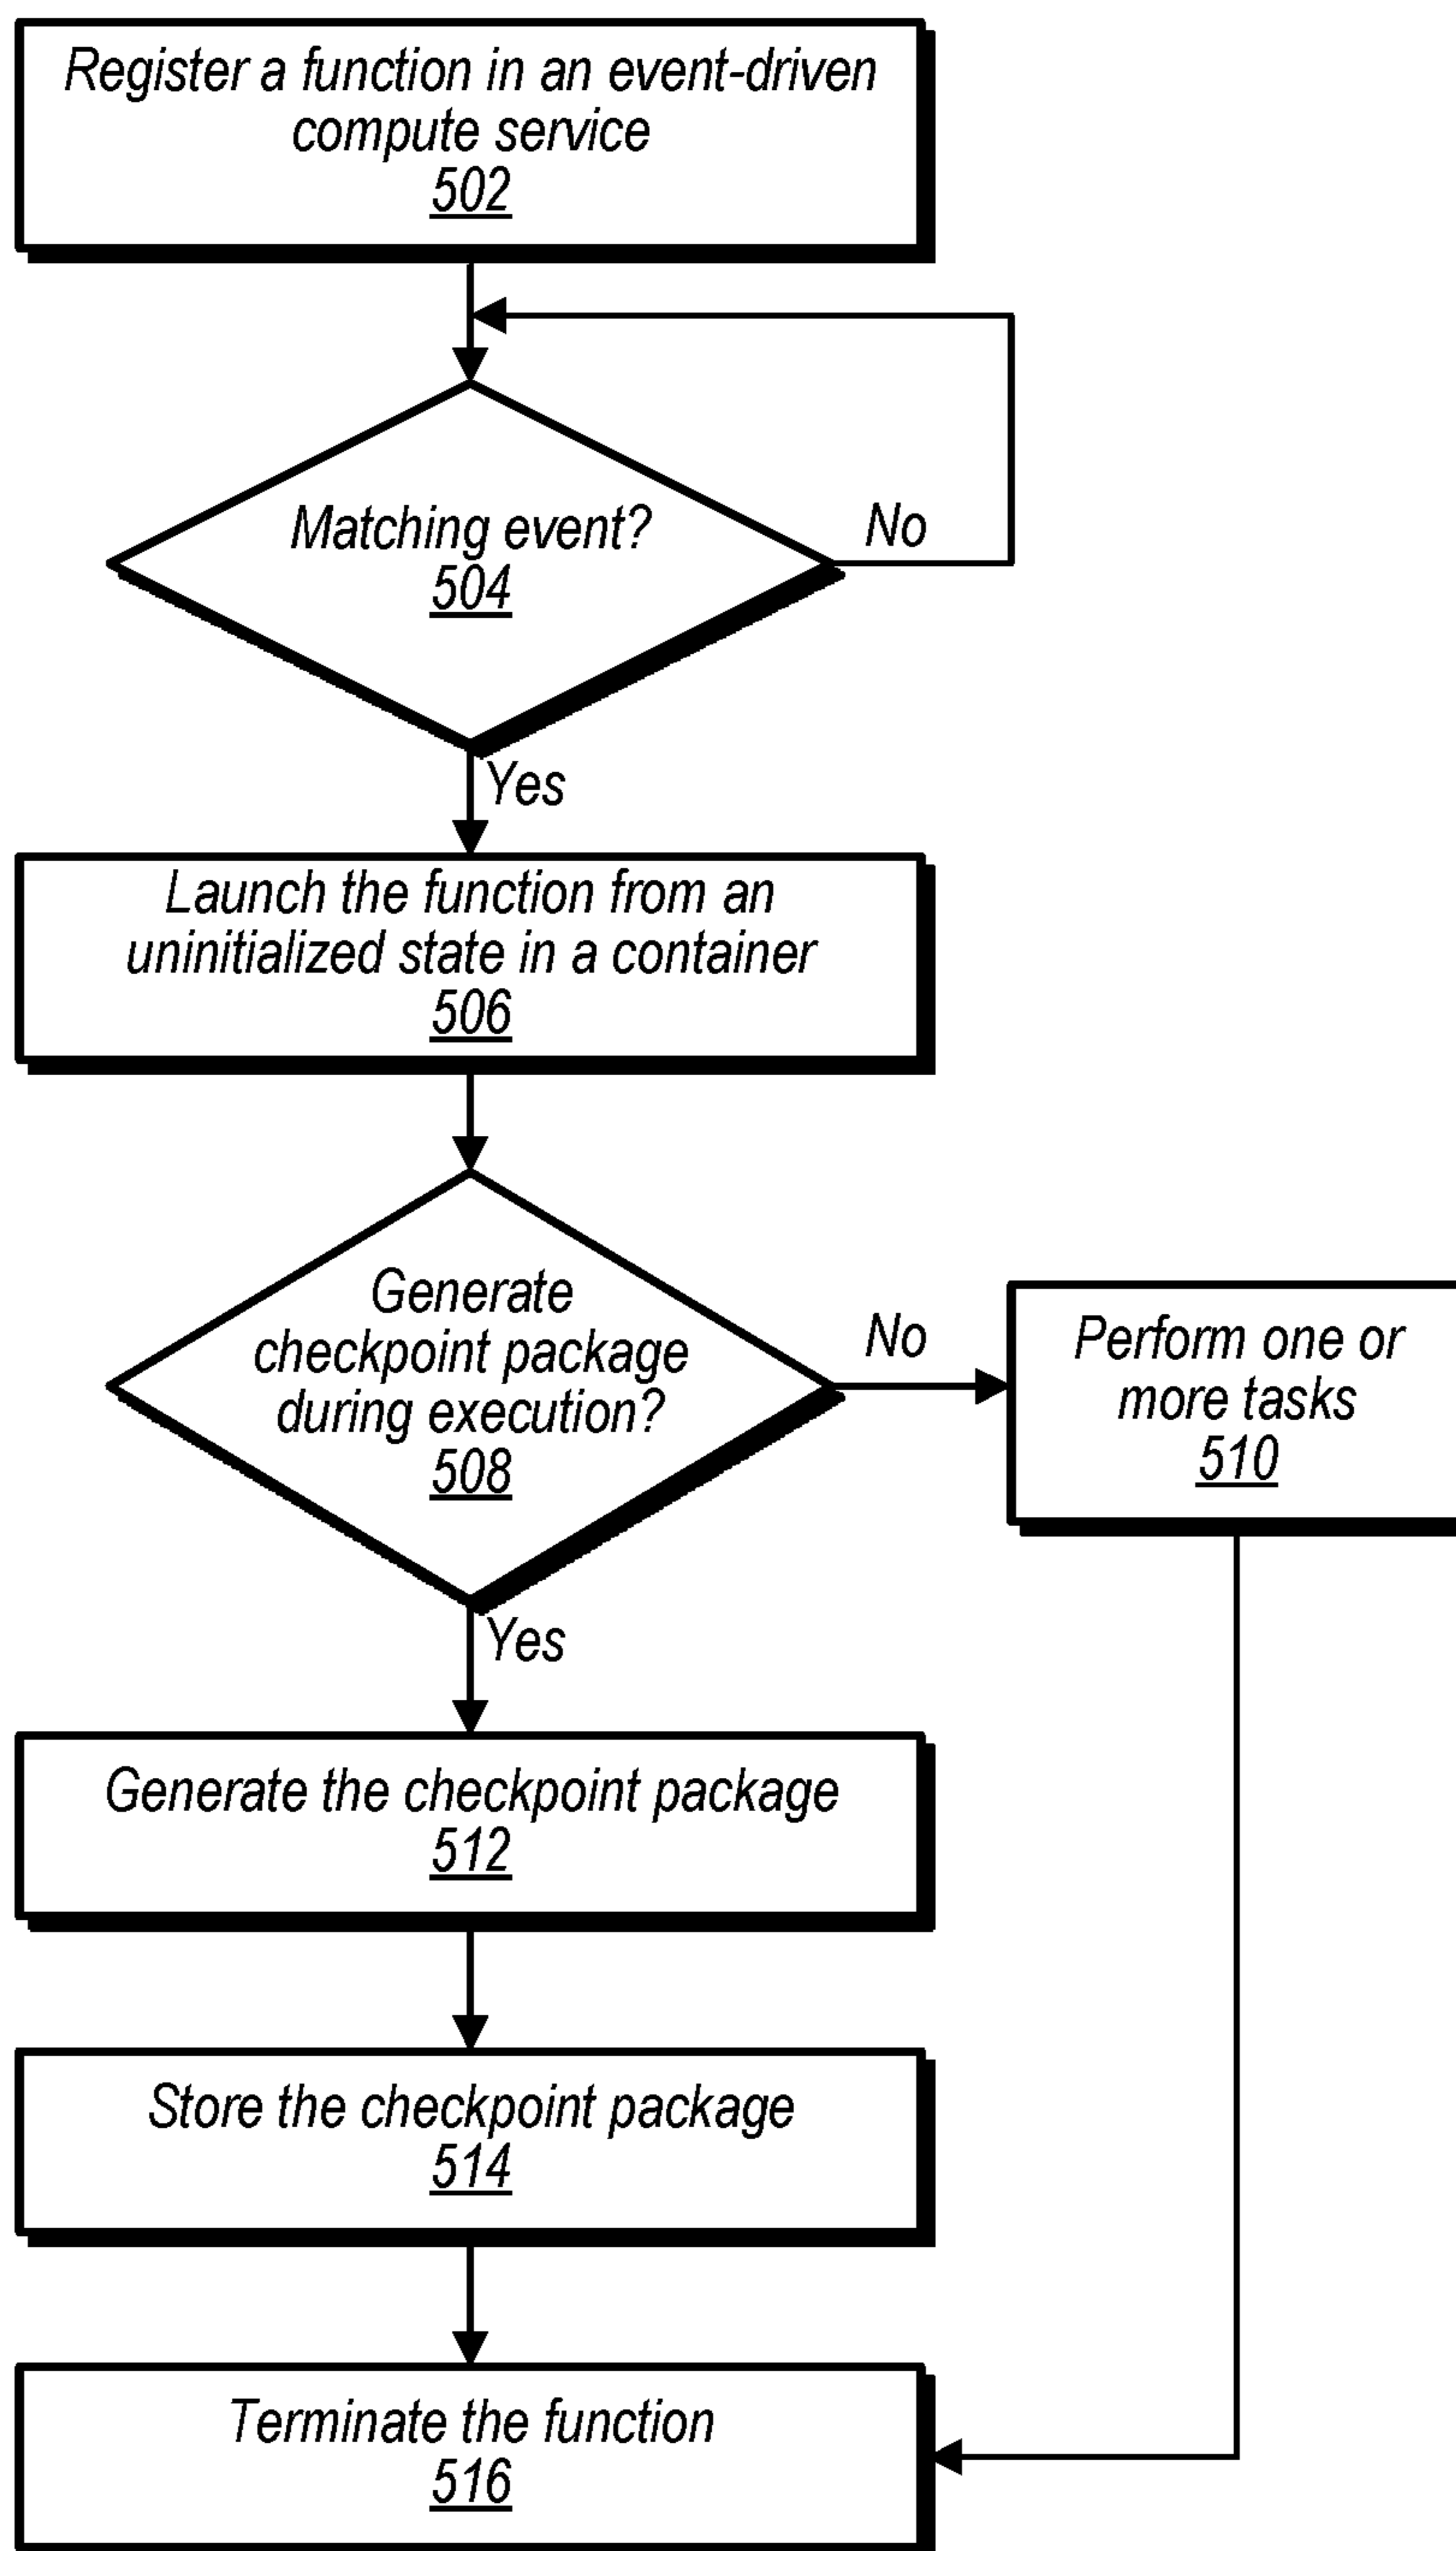 Register a function in an event-driven
compute service
502
Matching event?
504
No
Yes
Launch the function from an
uninitialized state in a container
506
Generate
checkpoint package
during execution?
508
No
Perform one or
more tasks
510
Yes
Generate the checkpoint package
512
Store the checkpoint package
514
Terminate the function
516